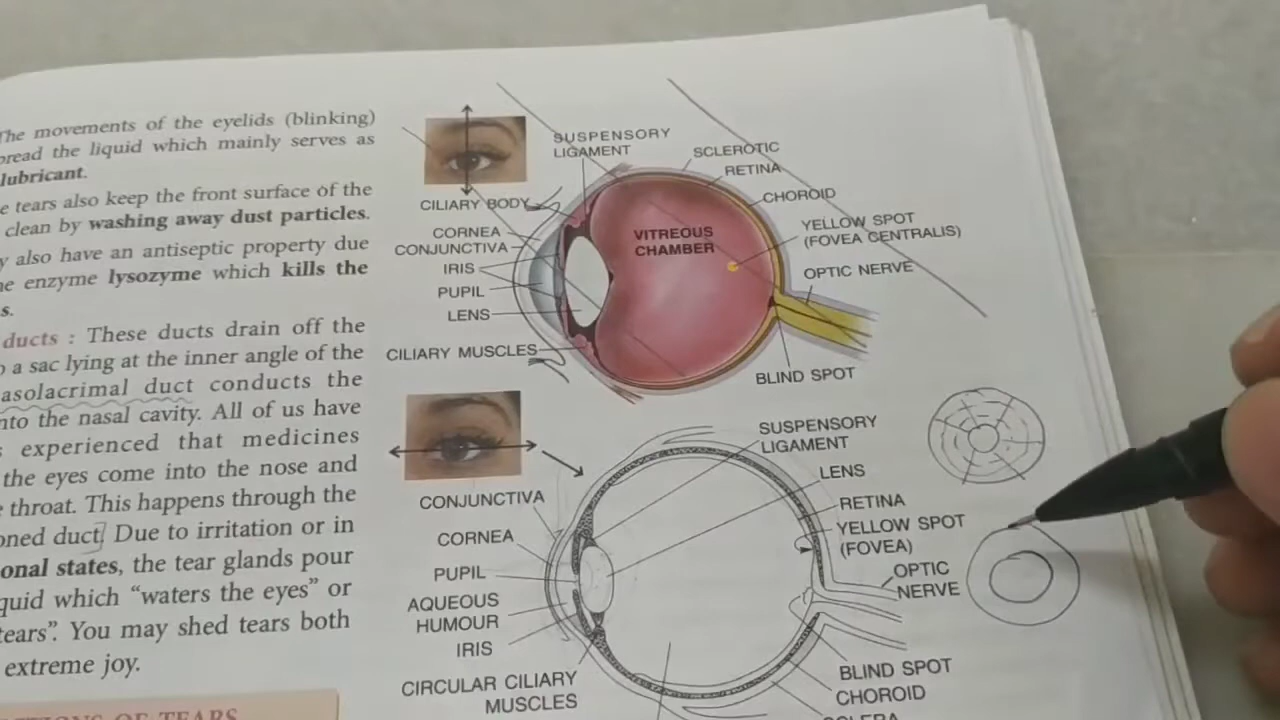 The movements of the eyelids (blinking)
the liquid which mainly serves as
lubricant.
tears also keep the front surface of the
clean by washing away dust particles.
also have an antiseptic property due
enzyme lysozyme which kills the
ducts : These ducts drain off the
a sac lying at the inner angle of the
duct conducts the
nto the nasal cavity. All of us have
experienced that medicines
the eyes come into the nose and
throat. This happens through the
duct. Due to irritation or in
states, the tear glands pour
which “waters the eyes” or
tears”. You may shed tears both
extreme joy.
OF TEARS
SUSPENSORY
LIGAMENT
SCLEROTIC
RETINA
CHOROID
CILIARY BODY
YELLOW SPOT
(FOVEA CENTRALIS)
VITREOUS
CHAMBER
CORNEA
CONJUNCTIVA
IRIS
PUPIL
LENS
OPTIC NERVE
CILIARY MUSCLES
BLIND SPOT
SUSPENSORY
LIGAMENT
LENS
CONJUNCTIVA
RETINA
YELLOW SPOT
(FOVEA)
CORNEA
PUPIL
OPTIC
NERVE
AQUEOUS
HUMOUR
IRIS
CIRCULAR CILIARY
MUSCLES
BLIND SPOT
CHOROID
SCLERA